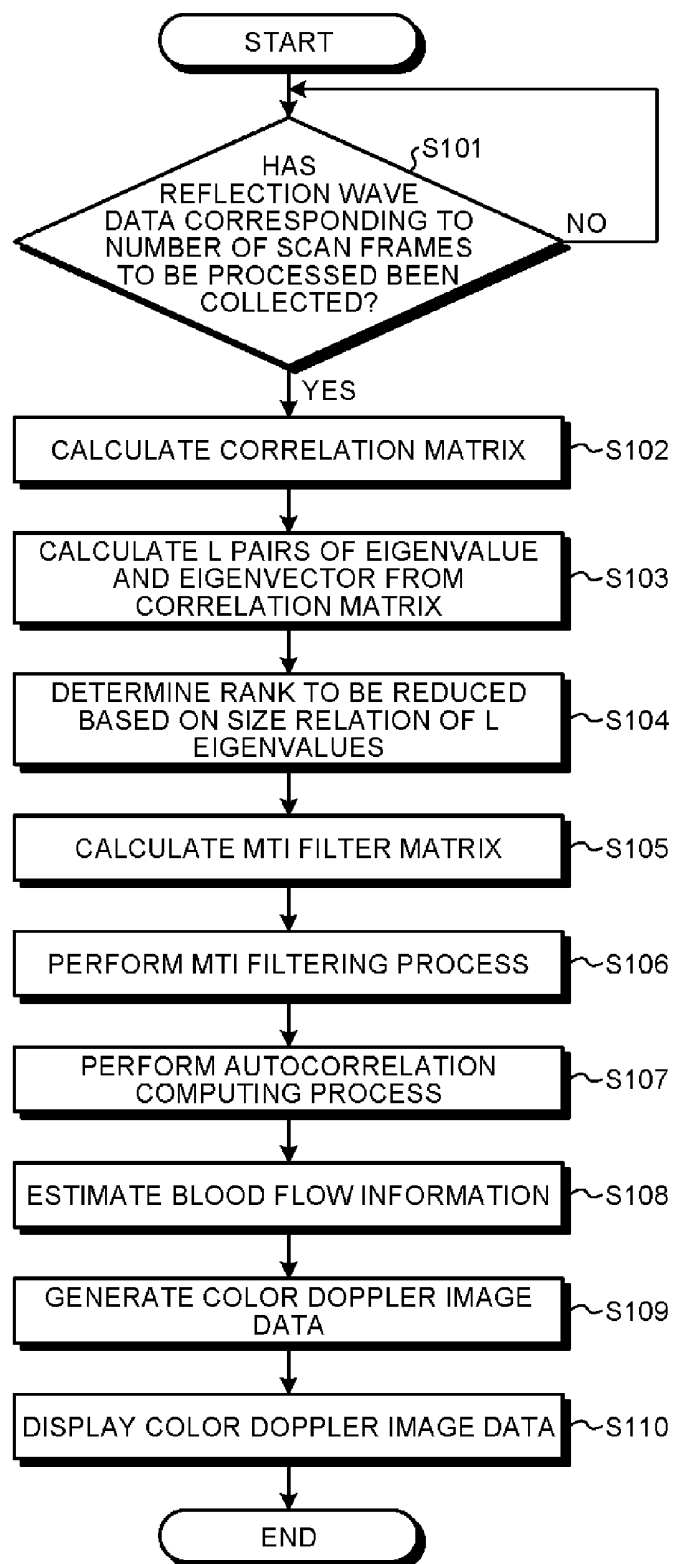 START
S101
HAS
REFLECTION WAVE
DATA CORRESPONDING TO
NUMBER OF SCAN FRAMES
TO BE PROCESSED BEEN
COLLECTED?
NO
YES
CALCULATE CORRELATION MATRIX
S102
CALCULATE L PAIRS OF EIGENVALUE
AND EIGENVECTOR FROM
CORRELATION MATRIX
S103
DETERMINE RANK TO BE REDUCED
BASED ON SIZE RELATION OF L
EIGENVALUES
S104
CALCULATE MTI FILTER MATRIX
S105
PERFORM MTI FILTERING PROCESS
S106
PERFORM AUTOCORRELATION
COMPUTING PROCESS
S107
ESTIMATE BLOOD FLOW INFORMATION
S108
GENERATE COLOR DOPPLER IMAGE
DATA
S109
DISPLAY COLOR DOPPLER IMAGE DATA
S110
END